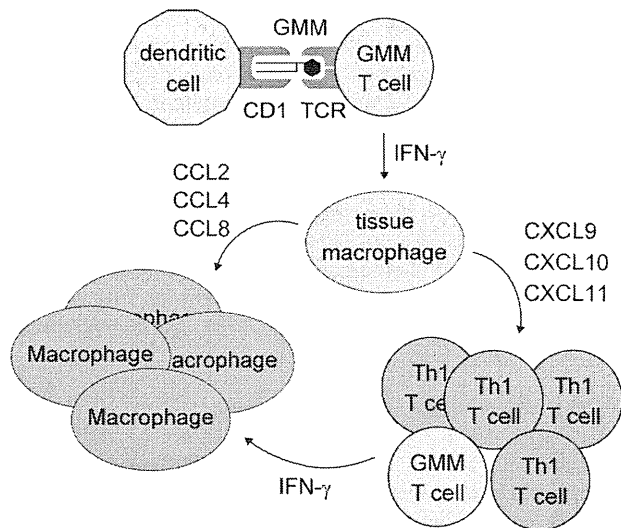 GMM
dendritic
cell
GMM
T cell
CD1
TCR
IFN-γ
CCL2
CCL4
CCL8
tissue
macrophage
CXCL9
CXCL10
CXCL11
Macrophage
Macrophage
Th1
Th1
T cell
Th1
T cell
GMM
T cell
Th1
T cell
IFN-γ